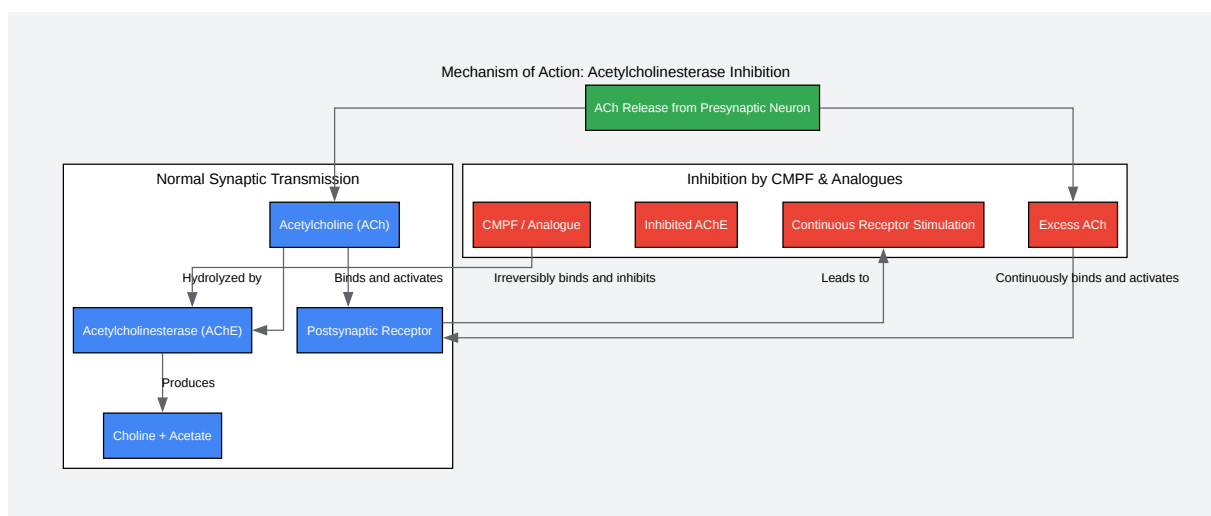 Mechanism of Action: Acetylcholinesterase Inhibition
ACh Release from Presynaptic Neuron
Normal Synaptic Transmission
Inhibition by CMPF & Analogues
Acetylcholine (ACh)
CMPF / Analogue
Inhibited AChE
Continuous Receptor Stimulation
Excess ACh
Hydrolyzed by
Binds and activates
Irreversibly binds and inhibits
Leads to
Continuously binds and activates
Acetylcholinesterase (AChE)
Postsynaptic Receptor
Produces
Choline + Acetate